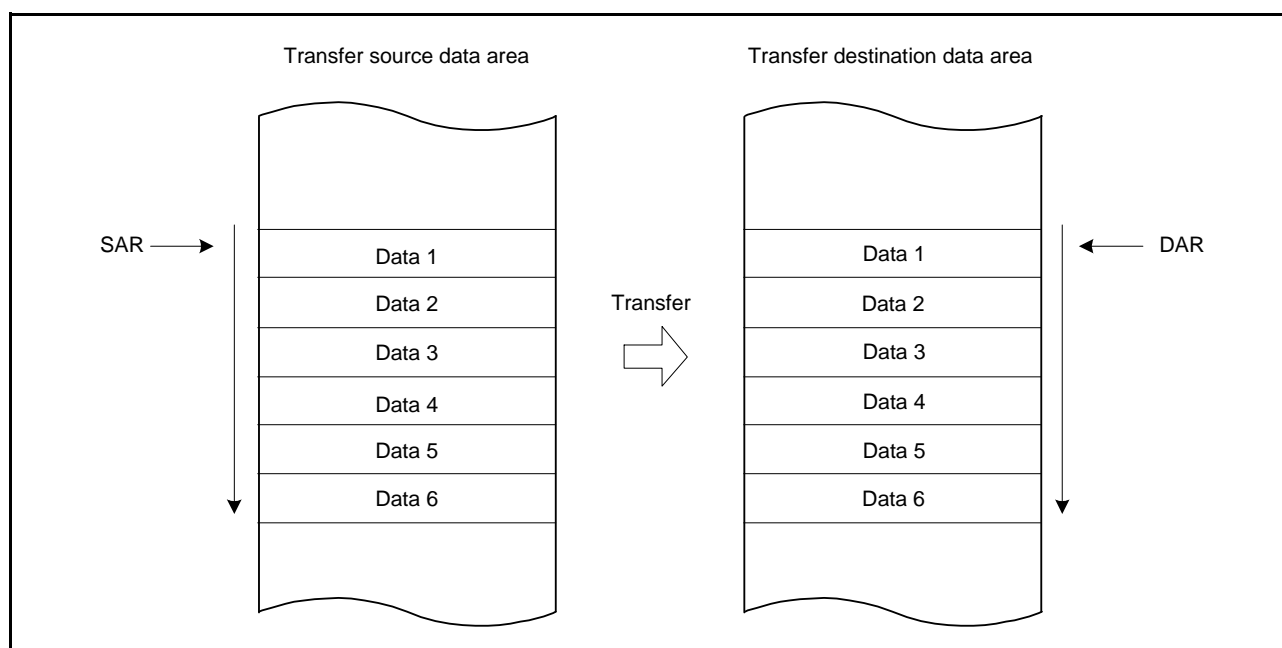 Transfer source data area
Transfer destination data area
SAR
DAR
Data 1
Data 1
Data 2
Data 2
Transfer
Data 3
Data 3
Data 4
Data 4
Data 5
Data 5
Data 6
Data 6